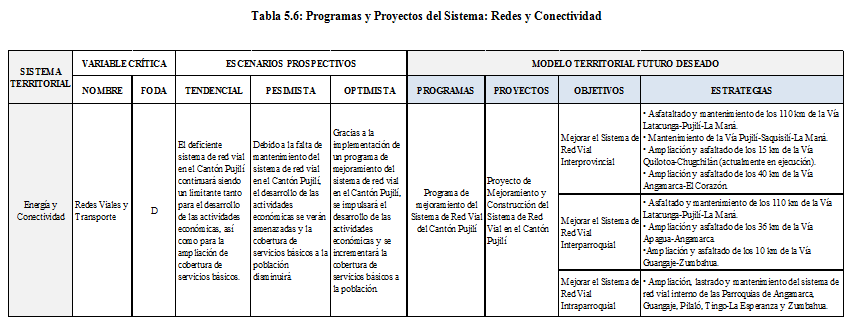 Tabla 5.6: Programas y Proyectos del Sistema: Redes y Conectividad
SISTEMA
TERRITORIAL
VARIABLE CRÍTICA
ESCENARIOS PROSPECTIVOS
MODELO TERRITORIAL FUTURO DESEADO
NOMBRE
FODA
TENDENCIAL
PESIMISTA
OPTIMISTA
PROGRAMAS
PROYECTOS
OBJETIVOS
ESTRATEGIAS
Energía y
Conectividad
Redes Viales y
Transporte
D
El deficiente
sistema de red vial
en el Cantón Pujilí
continuará siendo
un limitante tanto
para el desarrollo
de las actividades
económicas, así
como para la
ampliación de
cobertura de
servicios básicos.
Debido a la falta de
mantenimiento del
sistema de red vial
en el Cantón Pujilí,
el desarrollo de las
actividades
económicas se verán
amenazadas y la
cobertura de
servicios básicos a la
población
disminuirá.
Gracias a la
implementación de
un programa de
mejoramiento del
sistema de red vial
en el Cantón Pujilí,
se impulsará el
desarrollo de las
actividades
económicas y se
incrementará la
cobertura de
servicios básicos a
la población.
Programa de
mejoramiento del
Sistema de Red Vial
del Cantón Pujilí
Proyecto de
Mejoramiento y
Construcción del
Sistema de Red
Vial en el Cantón
Pujilí
Mejorar el Sistema de
Red Vial
Interprovincial
• Asfataltado y mantenimiento de los 110 km de la Vía
Latacunga-Pujilí-La Maná.
• Mantenimiento de la Vía Pujilí-Saquisilí-La Maná.
• Ampliación y asfaltado de los 15 km de la Vía
Quilotoa-Chugchilán (actualmente en ejecución).
• Ampliación y asfaltado de los 40 km de la Vía
Angamarca-El Corazón.
Mejorar el Sistema de
Red Vial
Interparroquial
• Asfaltado y mantenimiento de los 110 km de la Vía
Latacunga-Pujilí-La Maná.
• Ampliación y asfaltado de los 36 km de la Vía
Apagua-Angamarca
• Ampliación y asfaltado de los 10 km de la Vía
Guangaje-Zumbahua.
Mejorar el Sistema de
Red Vial
Intraparroquial
• Ampliación, lastrado y mantenimiento del sistema de
red vial interno de las Parroquias de Angamarca,
Guangaje, Pilaló, Tingo-La Esperanza y Zumbahua.